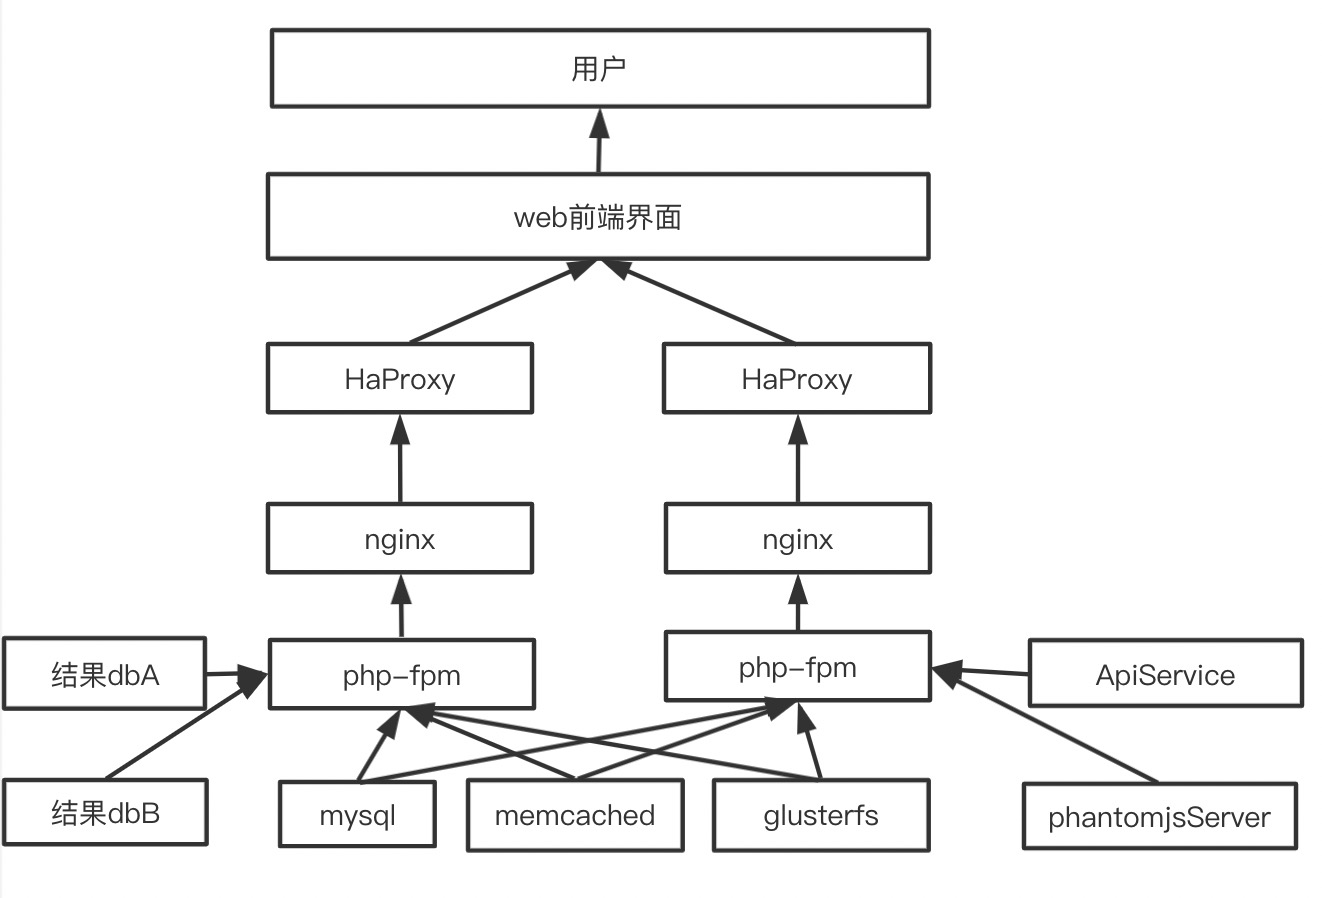 用户
web前端界面
HaProxy
HaProxy
nginx
nginx
结果dbA
php-fpm
php-fpm
ApiService
结果dbB
mysql
memcached
glusterfs
phantomjsServer